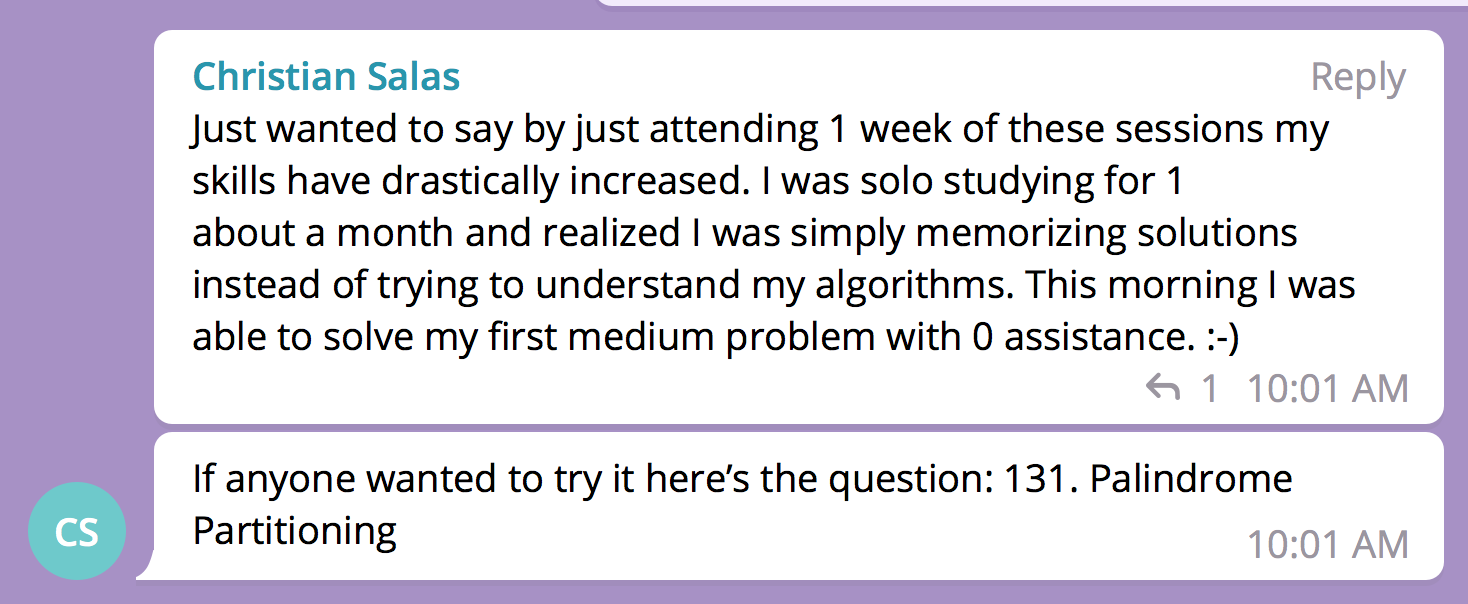 Christian Salas Reply
Just wanted to say by just attending 1 week of these sessions my
skills have drastically increased. I was solo studying for 1
about a month and realized I was simply memorizing solutions
instead of trying to understand my algorithms. This morning I was
able to solve my first medium problem with 0 assistance. :-)
1 10:01 AM
If anyone wanted to try it here’s the question: 131. Palindrome
Partitioning
CS
10:01 AM